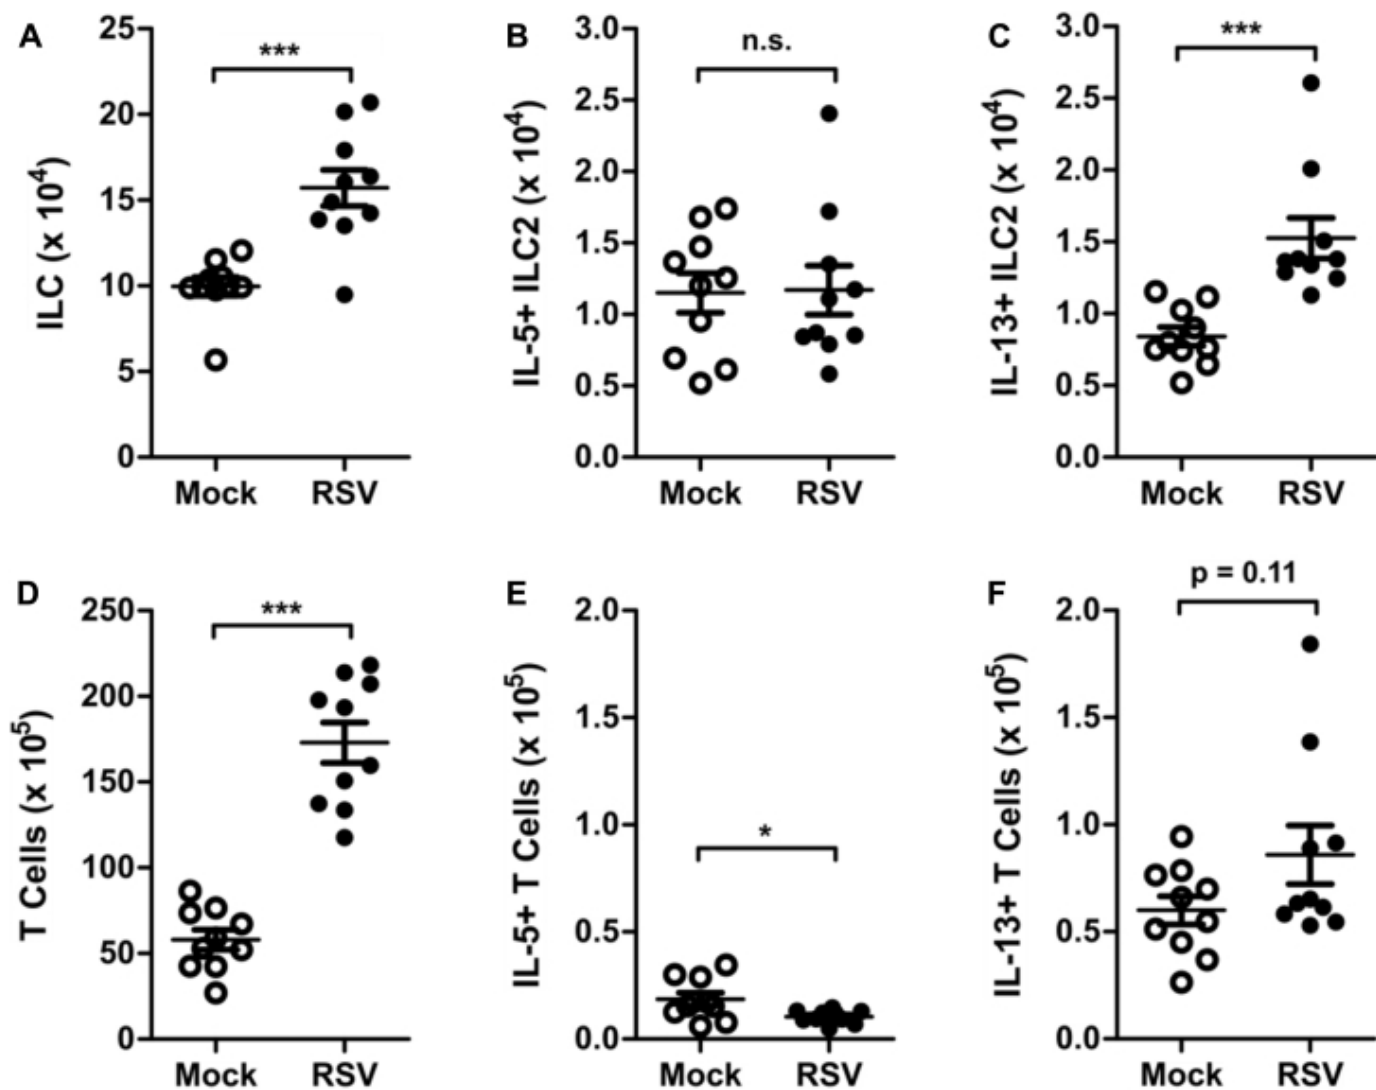 A
ILC (x 10⁴)
25
20
15
10
5
0
***
Mock RSV
B
IL-5+ ILC2 (x 10⁴)
3.0
2.5
2.0
1.5
1.0
0.5
0.0
n.s.
Mock RSV
C
IL-13+ ILC2 (x 10⁴)
3.0
2.5
2.0
1.5
1.0
0.5
0.0
***
Mock RSV
D
T Cells (x 10⁵)
250
200
150
100
50
0
***
Mock RSV
E
IL-5+ T Cells (x 10⁵)
2.0
1.5
1.0
0.5
0.0
*
Mock RSV
F
IL-13+ T Cells (x 10⁵)
2.0
1.5
1.0
0.5
0.0
p = 0.11
Mock RSV